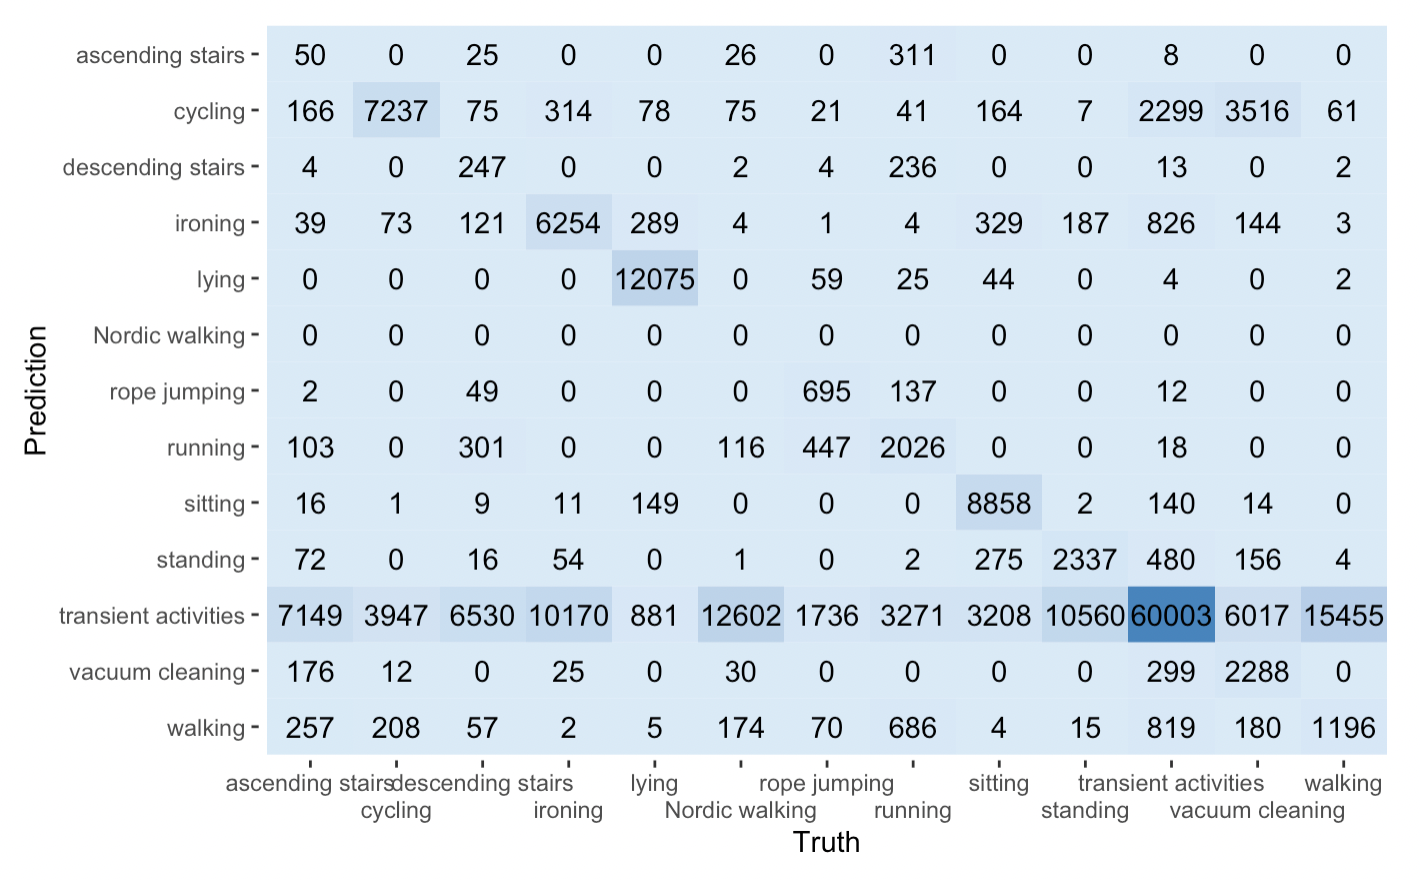 ascending stairs 50 0 25 0 0 26 0 311 0 0 8 0 0
cycling 166 7237 75 314 78 75 21 41 164 7 2299 3516 61
descending stairs 4 0 247 0 0 2 4 236 0 0 13 0 2
ironing 39 73 121 6254 289 4 1 4 329 187 826 144 3
lying 0 0 0 0 12075 0 59 25 44 0 4 0 2
Nordic walking 0 0 0 0 0 0 0 0 0 0 0 0 0
rope jumping 2 0 49 0 0 0 695 137 0 0 12 0 0
running 103 0 301 0 0 116 447 2026 0 0 18 0 0
sitting 16 1 9 11 149 0 0 0 8858 2 140 14 0
standing 72 0 16 54 0 1 0 2 275 2337 480 156 4
transient activities 7149 3947 6530 10170 881 12602 1736 3271 3208 10560 60003 6017 15455
vacuum cleaning 176 12 0 25 0 30 0 0 0 0 299 2288 0
walking 257 208 57 2 5 174 70 686 4 15 819 180 1196
Prediction
ascending stairs descending stairs lying rope jumping sitting transient activities walking
cycling ironing Nordic walking running standing vacuum cleaning
Truth